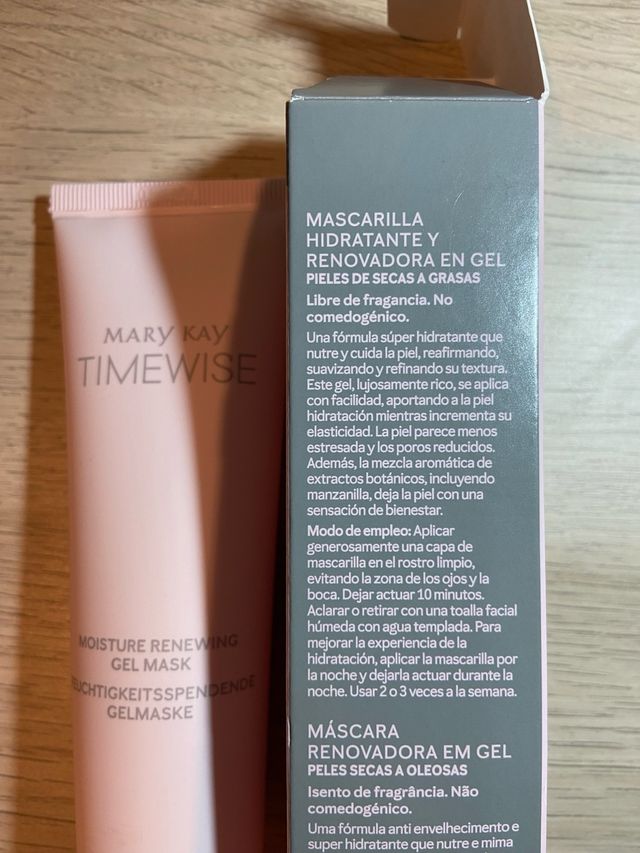 MARY KAY
TIMEWISE
MOISTURE RENEWING
GEL MASK
FEUCHTIGKEITSSPENDENDE
GELMASKE
MASCARILLA
HIDRATANTE Y
RENOVADORA EN GEL
PIELES DE SECAS A GRASAS
Libre de fragancia. No
comedogénico.
Una fórmula súper hidratante que
nutre y cuida la piel, reafirmando,
suavizando y refinando su textura.
Este gel, lujosamente rico, se aplica
con facilidad, aportando a la piel
hidratación mientras incrementa su
elasticidad. La piel parece menos
estresada y los poros reducidos.
Además, la mezcla aromática de
extractos botánicos, incluyendo
manzanilla, deja la piel con una
sensación de bienestar.
Modo de empleo: Aplicar
generosamente una capa de
mascarilla en el rostro limpio,
evitando la zona de los ojos y la
boca. Dejar actuar 10 minutos.
Aclarar o retirar con una toalla facial
húmeda con agua templada. Para
mejorar la experiencia de la
hidratación, aplicar la mascarilla por
la noche y dejarla actuar durante la
noche. Usar 2 o 3 veces a la semana.
MÁSCARA
RENOVADORA EM GEL
PELES SECAS A OLEOSAS
Isento de fragrância. Não
comedogénico.
Uma fórmula anti envelhecimento e
super hidratante que nutre e mima